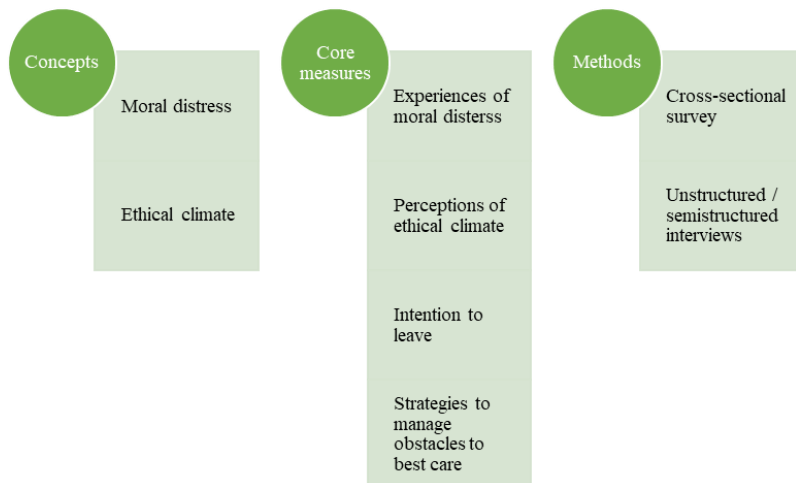 Concepts
Moral distress
Ethical climate
Core
measures
Experiences of
moral disterss
Perceptions of
ethical climate
Intention to
leave
Strategies to
manage
obstacles to
best care
Methods
Cross-sectional
survey
Unstructured /
semistructured
interviews